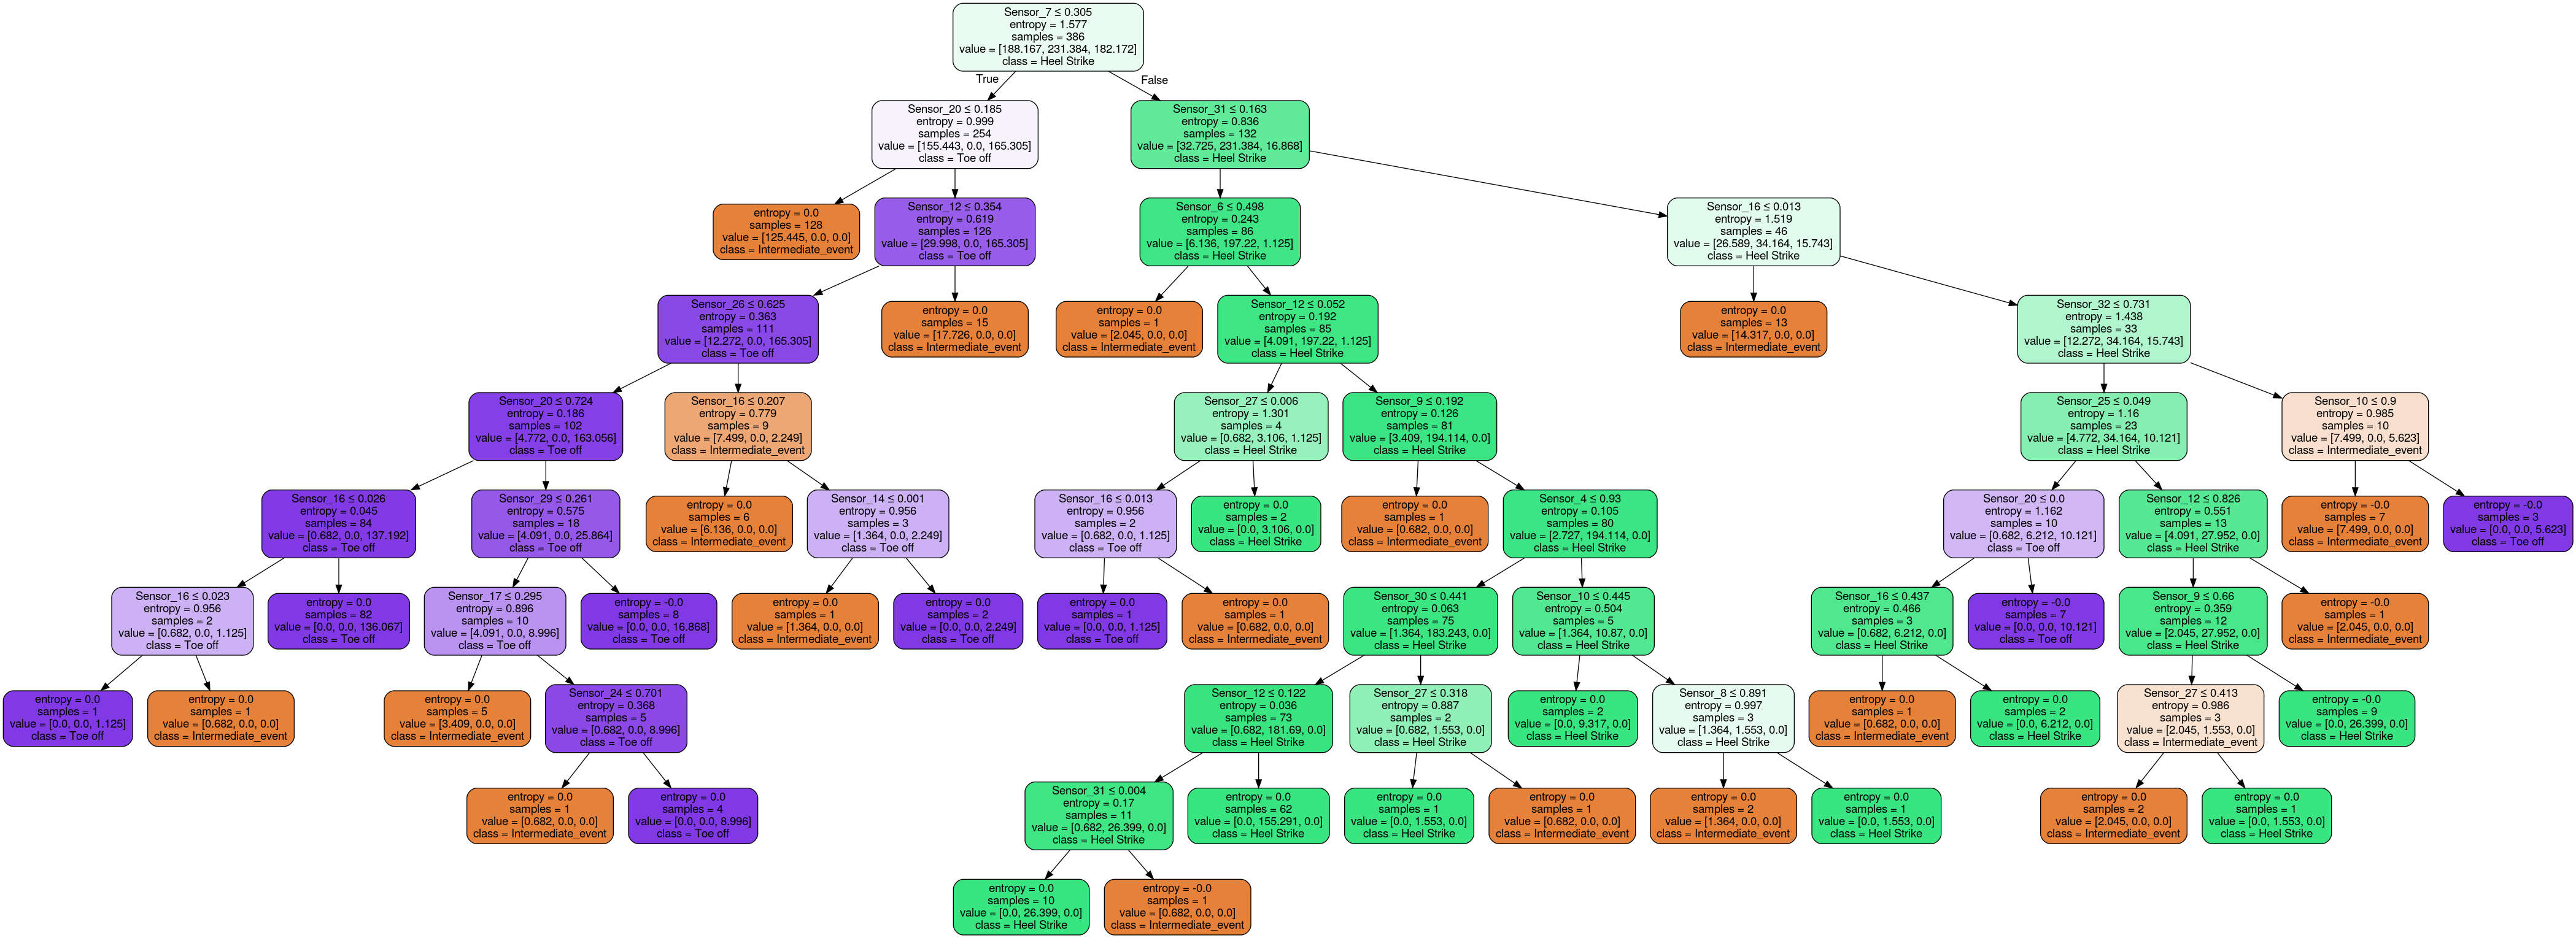 Sensor_7 ≤ 0.305
entropy = 1.577
samples = 386
value = [188.167, 231.384, 182.172]
class = Heel Strike
True
False
Sensor_20 ≤ 0.185
entropy = 0.999
samples = 254
value = [155.443, 0.0, 165.305]
class = Toe off
Sensor_31 ≤ 0.163
entropy = 0.836
samples = 132
value = [32.725, 231.384, 16.868]
class = Heel Strike
entropy = 0.0
samples = 128
value = [125.445, 0.0, 0.0]
class = Intermediate_event
Sensor_12 ≤ 0.354
entropy = 0.619
samples = 126
value = [29.998, 0.0, 165.305]
class = Toe off
Sensor_6 ≤ 0.498
entropy = 0.243
samples = 86
value = [6.136, 197.22, 1.125]
class = Heel Strike
Sensor_16 ≤ 0.013
entropy = 1.519
samples = 46
value = [26.589, 34.164, 15.743]
class = Heel Strike
Sensor_26 ≤ 0.625
entropy = 0.363
samples = 111
value = [12.272, 0.0, 165.305]
class = Toe off
entropy = 0.0
samples = 15
value = [17.726, 0.0, 0.0]
class = Intermediate_event
entropy = 0.0
samples = 1
value = [2.045, 0.0, 0.0]
class = Intermediate_event
Sensor_12 ≤ 0.052
entropy = 0.192
samples = 85
value = [4.091, 197.22, 1.125]
class = Heel Strike
entropy = 0.0
samples = 13
value = [14.317, 0.0, 0.0]
class = Intermediate_event
Sensor_32 ≤ 0.731
entropy = 1.438
samples = 33
value = [12.272, 34.164, 15.743]
class = Heel Strike
Sensor_20 ≤ 0.724
entropy = 0.186
samples = 102
value = [4.772, 0.0, 163.056]
class = Toe off
Sensor_16 ≤ 0.207
entropy = 0.779
samples = 9
value = [7.499, 0.0, 2.249]
class = Intermediate_event
Sensor_27 ≤ 0.006
entropy = 1.301
samples = 4
value = [0.682, 3.106, 1.125]
class = Heel Strike
Sensor_9 ≤ 0.192
entropy = 0.126
samples = 81
value = [3.409, 194.114, 0.0]
class = Heel Strike
Sensor_25 ≤ 0.049
entropy = 1.16
samples = 23
value = [4.772, 34.164, 10.121]
class = Heel Strike
Sensor_10 ≤ 0.9
entropy = 0.985
samples = 10
value = [7.499, 0.0, 5.623]
class = Intermediate_event
Sensor_16 ≤ 0.026
entropy = 0.045
samples = 84
value = [0.682, 0.0, 137.192]
class = Toe off
Sensor_29 ≤ 0.261
entropy = 0.575
samples = 18
value = [4.091, 0.0, 25.864]
class = Toe off
entropy = 0.0
samples = 6
value = [6.136, 0.0, 0.0]
class = Intermediate_event
Sensor_14 ≤ 0.001
entropy = 0.956
samples = 3
value = [1.364, 0.0, 2.249]
class = Toe off
Sensor_16 ≤ 0.013
entropy = 0.956
samples = 2
value = [0.682, 0.0, 1.125]
class = Toe off
entropy = 0.0
samples = 2
value = [0.0, 3.106, 0.0]
class = Heel Strike
entropy = 0.0
samples = 1
value = [0.682, 0.0, 0.0]
class = Intermediate_event
Sensor_4 ≤ 0.93
entropy = 0.105
samples = 80
value = [2.727, 194.114, 0.0]
class = Heel Strike
Sensor_20 ≤ 0.0
entropy = 1.162
samples = 10
value = [0.682, 6.212, 10.121]
class = Toe off
Sensor_12 ≤ 0.826
entropy = 0.551
samples = 13
value = [4.091, 27.952, 0.0]
class = Heel Strike
entropy = -0.0
samples = 7
value = [7.499, 0.0, 0.0]
class = Intermediate_event
entropy = -0.0
samples = 3
value = [0.0, 0.0, 5.623]
class = Toe off
Sensor_16 ≤ 0.023
entropy = 0.956
samples = 2
value = [0.682, 0.0, 1.125]
class = Toe off
entropy = 0.0
samples = 82
value = [0.0, 0.0, 136.067]
class = Toe off
Sensor_17 ≤ 0.295
entropy = 0.896
samples = 10
value = [4.091, 0.0, 8.996]
class = Toe off
entropy = -0.0
samples = 8
value = [0.0, 0.0, 16.868]
class = Toe off
entropy = 0.0
samples = 1
value = [1.364, 0.0, 0.0]
class = Intermediate_event
entropy = 0.0
samples = 2
value = [0.0, 0.0, 2.249]
class = Toe off
entropy = 0.0
samples = 1
value = [0.0, 0.0, 1.125]
class = Toe off
entropy = 0.0
samples = 1
value = [0.682, 0.0, 0.0]
class = Intermediate_event
Sensor_30 ≤ 0.441
entropy = 0.063
samples = 75
value = [1.364, 183.243, 0.0]
class = Heel Strike
Sensor_10 ≤ 0.445
entropy = 0.504
samples = 5
value = [1.364, 10.87, 0.0]
class = Heel Strike
Sensor_16 ≤ 0.437
entropy = 0.466
samples = 3
value = [0.682, 6.212, 0.0]
class = Heel Strike
entropy = -0.0
samples = 7
value = [0.0, 0.0, 10.121]
class = Toe off
Sensor_9 ≤ 0.66
entropy = 0.359
samples = 12
value = [2.045, 27.952, 0.0]
class = Heel Strike
entropy = -0.0
samples = 1
value = [2.045, 0.0, 0.0]
class = Intermediate_event
entropy = 0.0
samples = 1
value = [0.0, 0.0, 1.125]
class = Toe off
entropy = 0.0
samples = 1
value = [0.682, 0.0, 0.0]
class = Intermediate_event
entropy = 0.0
samples = 5
value = [3.409, 0.0, 0.0]
class = Intermediate_event
Sensor_24 ≤ 0.701
entropy = 0.368
samples = 5
value = [0.682, 0.0, 8.996]
class = Toe off
Sensor_12 ≤ 0.122
entropy = 0.036
samples = 73
value = [0.682, 181.69, 0.0]
class = Heel Strike
Sensor_27 ≤ 0.318
entropy = 0.887
samples = 2
value = [0.682, 1.553, 0.0]
class = Heel Strike
entropy = 0.0
samples = 2
value = [0.0, 9.317, 0.0]
class = Heel Strike
Sensor_8 ≤ 0.891
entropy = 0.997
samples = 3
value = [1.364, 1.553, 0.0]
class = Heel Strike
entropy = 0.0
samples = 1
value = [0.682, 0.0, 0.0]
class = Intermediate_event
entropy = 0.0
samples = 2
value = [0.0, 6.212, 0.0]
class = Heel Strike
Sensor_27 ≤ 0.413
entropy = 0.986
samples = 3
value = [2.045, 1.553, 0.0]
class = Intermediate_event
entropy = -0.0
samples = 9
value = [0.0, 26.399, 0.0]
class = Heel Strike
entropy = 0.0
samples = 1
value = [0.682, 0.0, 0.0]
class = Intermediate_event
entropy = 0.0
samples = 4
value = [0.0, 0.0, 8.996]
class = Toe off
Sensor_31 ≤ 0.004
entropy = 0.17
samples = 11
value = [0.682, 26.399, 0.0]
class = Heel Strike
entropy = 0.0
samples = 62
value = [0.0, 155.291, 0.0]
class = Heel Strike
entropy = 0.0
samples = 1
value = [0.0, 1.553, 0.0]
class = Heel Strike
entropy = 0.0
samples = 1
value = [0.682, 0.0, 0.0]
class = Intermediate_event
entropy = 0.0
samples = 2
value = [1.364, 0.0, 0.0]
class = Intermediate_event
entropy = 0.0
samples = 1
value = [0.0, 1.553, 0.0]
class = Heel Strike
entropy = 0.0
samples = 2
value = [2.045, 0.0, 0.0]
class = Intermediate_event
entropy = 0.0
samples = 1
value = [0.0, 1.553, 0.0]
class = Heel Strike
entropy = 0.0
samples = 10
value = [0.0, 26.399, 0.0]
class = Heel Strike
entropy = -0.0
samples = 1
value = [0.682, 0.0, 0.0]
class = Intermediate_event